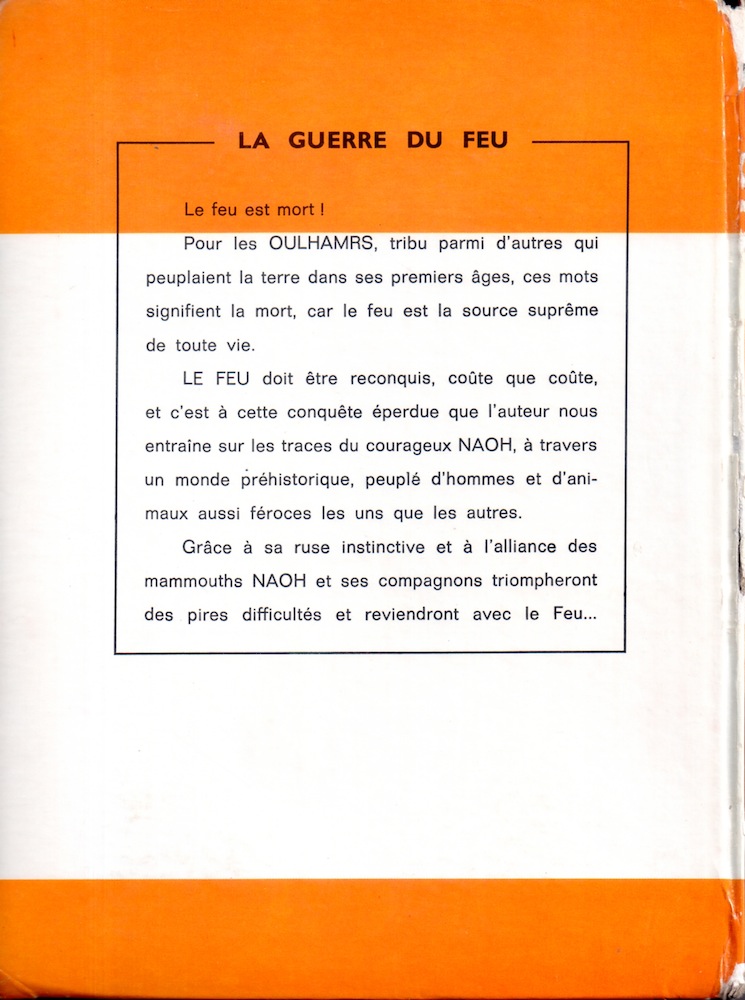 LA GUERRE DU FEU
Le feu est mort !
Pour les OULHAMRS, tribu parmi d'autres qui
peuplaient la terre dans ses premiers âges, ces mots
signifient la mort, car le feu est la source suprême
de toute vie.
LE FEU doit être reconquis, coûte que coûte,
et c'est à cette conquête éperdue que l'auteur nous
entraîne sur les traces du courageux NAOH, à travers
un monde préhistorique, peuplé d'hommes et d'ani-
maux aussi féroces les uns que les autres.
Grâce à sa ruse instinctive et à l'alliance des
mammouths NAOH et ses compagnons triompheront
des pires difficultés et reviendront avec le Feu...